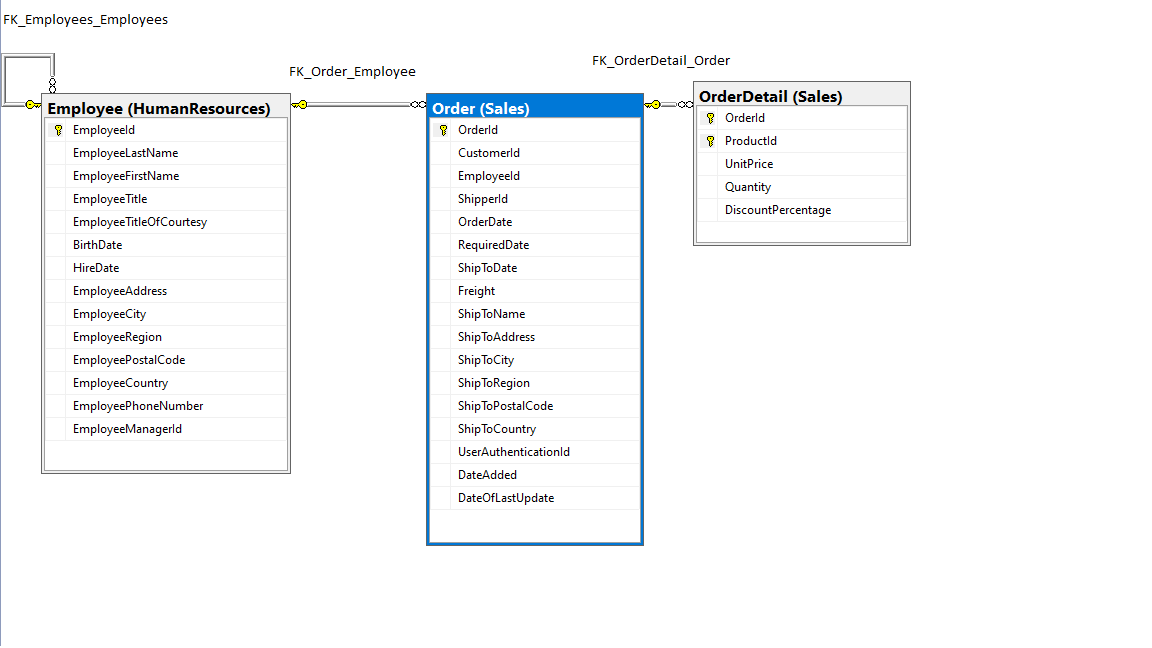 FK_Employees_Employees
FK_Order_Employee
FK_OrderDetail_Order
Employee (HumanResources)
EmployeeId
EmployeeLastName
EmployeeFirstName
EmployeeTitle
EmployeeTitleOfCourtesy
BirthDate
HireDate
EmployeeAddress
EmployeeCity
EmployeeRegion
EmployeePostalCode
EmployeeCountry
EmployeePhoneNumber
EmployeeManagerId
Order (Sales)
OrderId
CustomerId
EmployeeId
ShipperId
OrderDate
RequiredDate
ShipToDate
Freight
ShipToName
ShipToAddress
ShipToCity
ShipToRegion
ShipToPostalCode
ShipToCountry
UserAuthenticationId
DateAdded
DateOfLastUpdate
OrderDetail (Sales)
OrderId
ProductId
UnitPrice
Quantity
DiscountPercentage